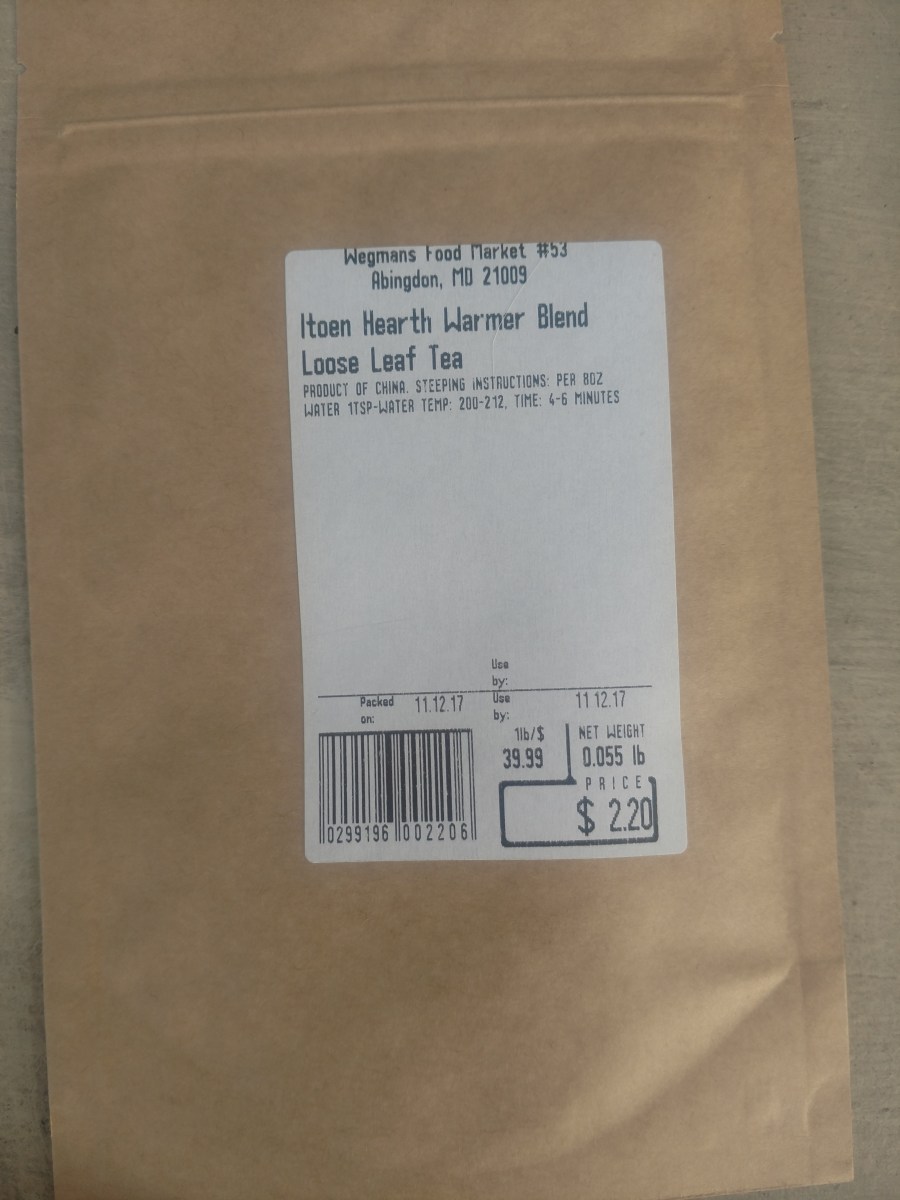 Wegmans Food Market #53
Abingdon, MD 21009
Itoen Hearth Warmer Blend
Loose Leaf Tea
PRODUCT OF CHINA. STEEPING INSTRUCTIONS: PER 8OZ
WATER 1TSP-WATER TEMP: 200-212, TIME: 4-6 MINUTES
Use
by:
Packed
on:
11.12.17
Use
by:
11 12.17
1lb/$
39.99
NET WEIGHT
0.055 lb
PRICE
$ 2.20
0299196 002206